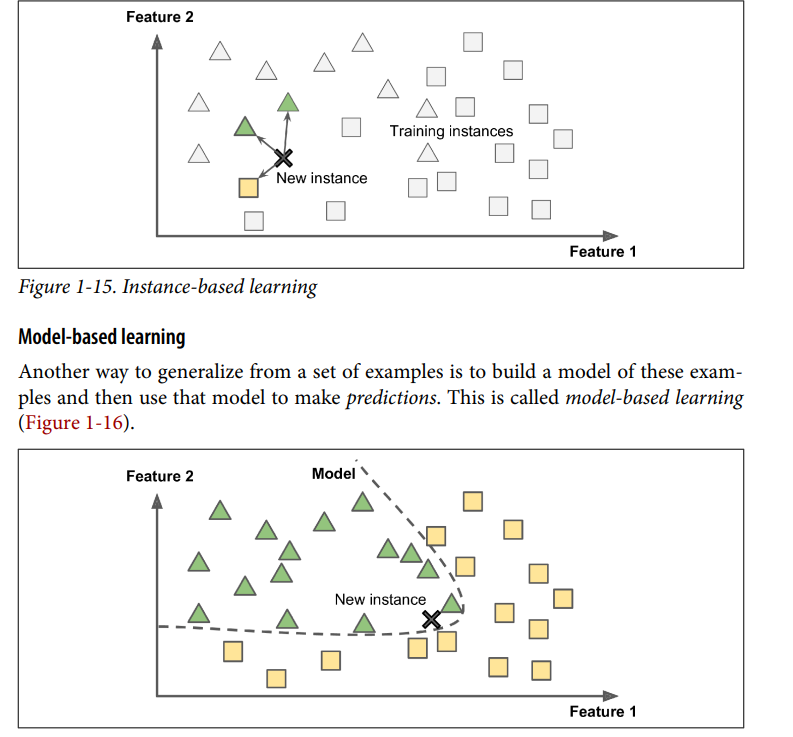 Feature 2
Training instances
New instance
Feature 1
Figure 1-15. Instance-based learning
Model-based learning
Another way to generalize from a set of examples is to build a model of these exam-
ples and then use that model to make predictions. This is called model-based learning
(Figure 1-16).
Feature 2
Model
New instance
Feature 1